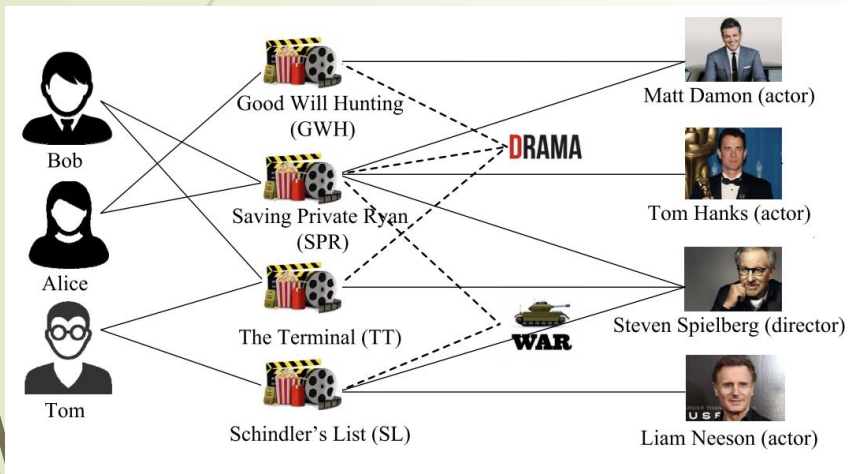 Bob
Alice
Tom
Good Will Hunting
(GWH)
Saving Private Ryan
(SPR)
The Terminal (TT)
Schindler's List (SL)
DRAMA
WAR
Matt Damon (actor)
Tom Hanks (actor)
Steven Spielberg (director)
Liam Neeson (actor)